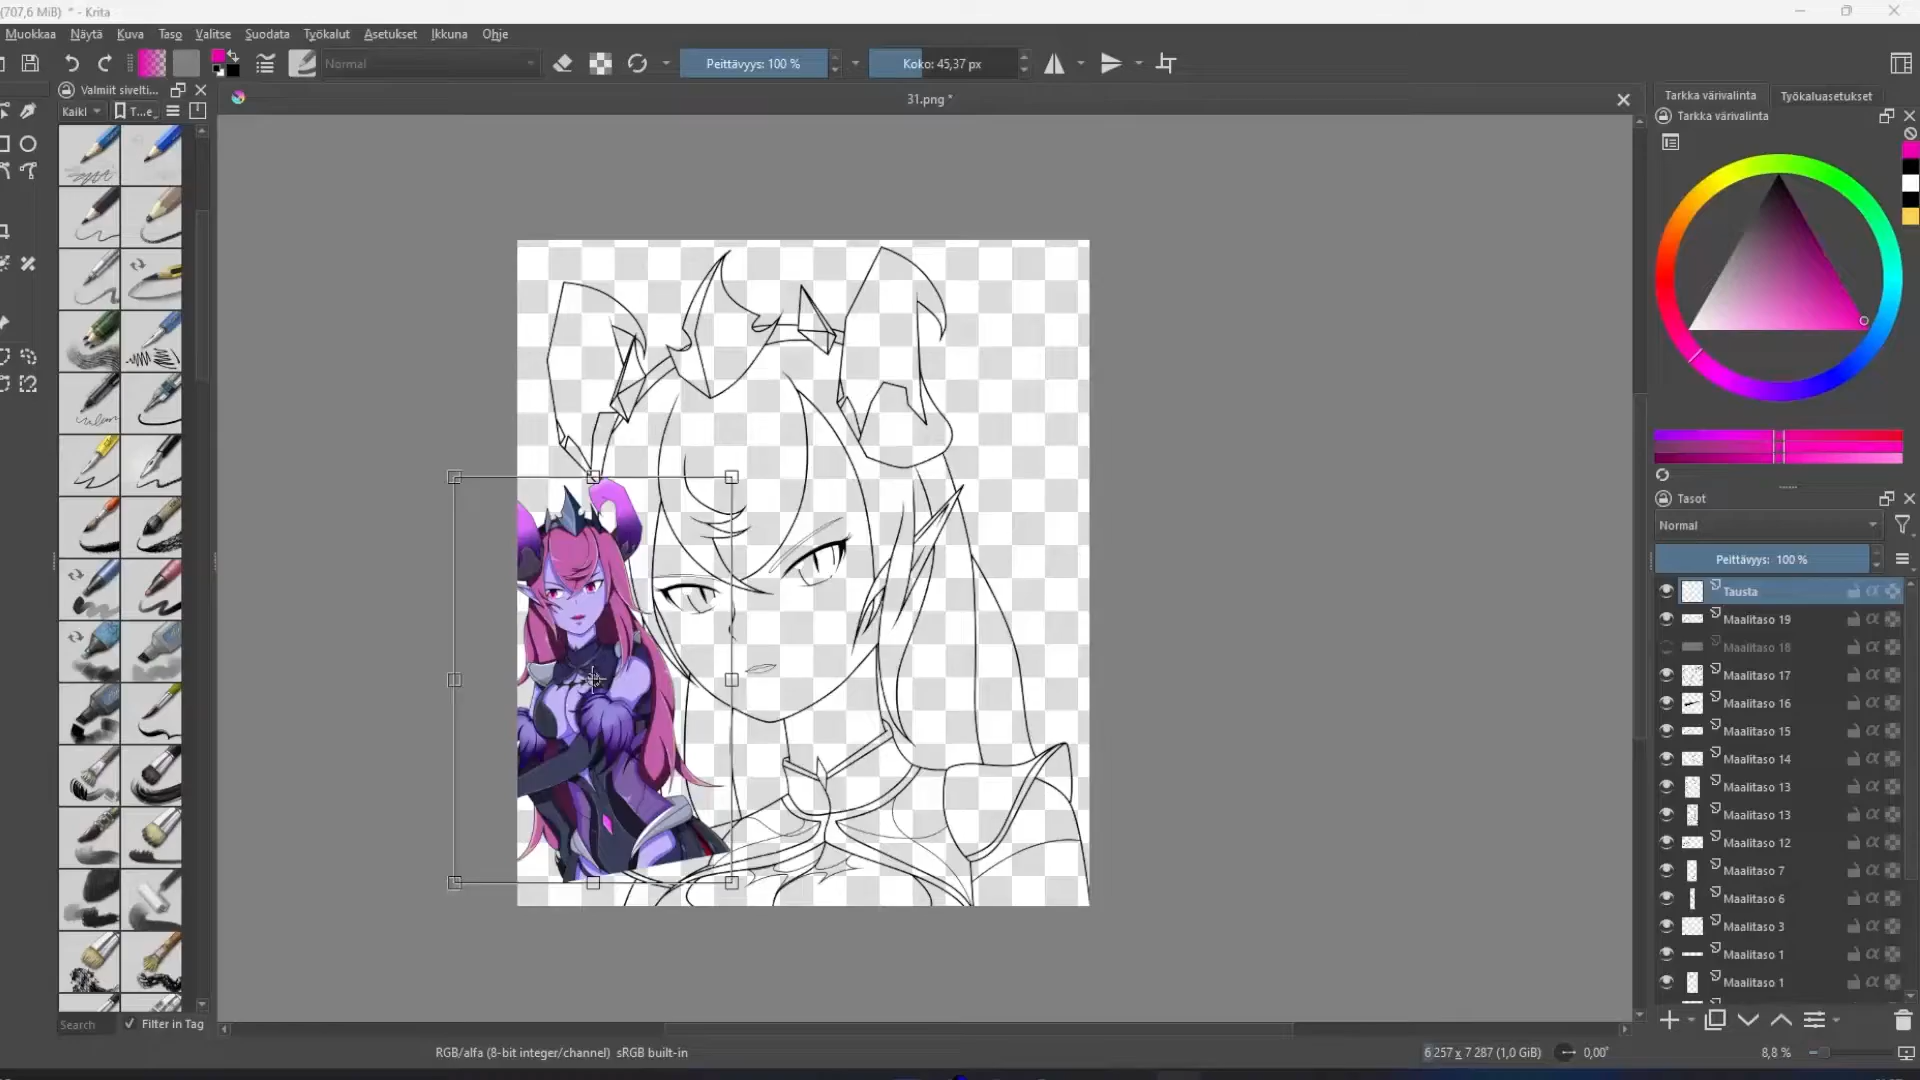 (707,6 MiB) * - Krita
Muokkaa Näytä Kuva Taso Valitse Suodata Työkalut Asetukset Ikkuna Ohje
Normal
Peittävyys: 100 %
Koko: 45,37 px
Valmiit sivelti...
Kaikl
T...e
31.png *
Tarkka värivalinta
Työkaluasetukset
Tarkka värivalinta
Tasot
Normal
Peittävyys: 100 %
Tausta
Maalitaso 19
Maalitaso 18
Maalitaso 17
Maalitaso 16
Maalitaso 15
Maalitaso 14
Maalitaso 13
Maalitaso 13
Maalitaso 12
Maalitaso 7
Maalitaso 6
Maalitaso 3
Maalitaso 1
Maalitaso 1
Search
Filter in Tag
RGB/alfa (8-bit integer/channel) sRGB built-in
6 257 x 7 287 (1,0 GiB)
0,00°
8,8 %